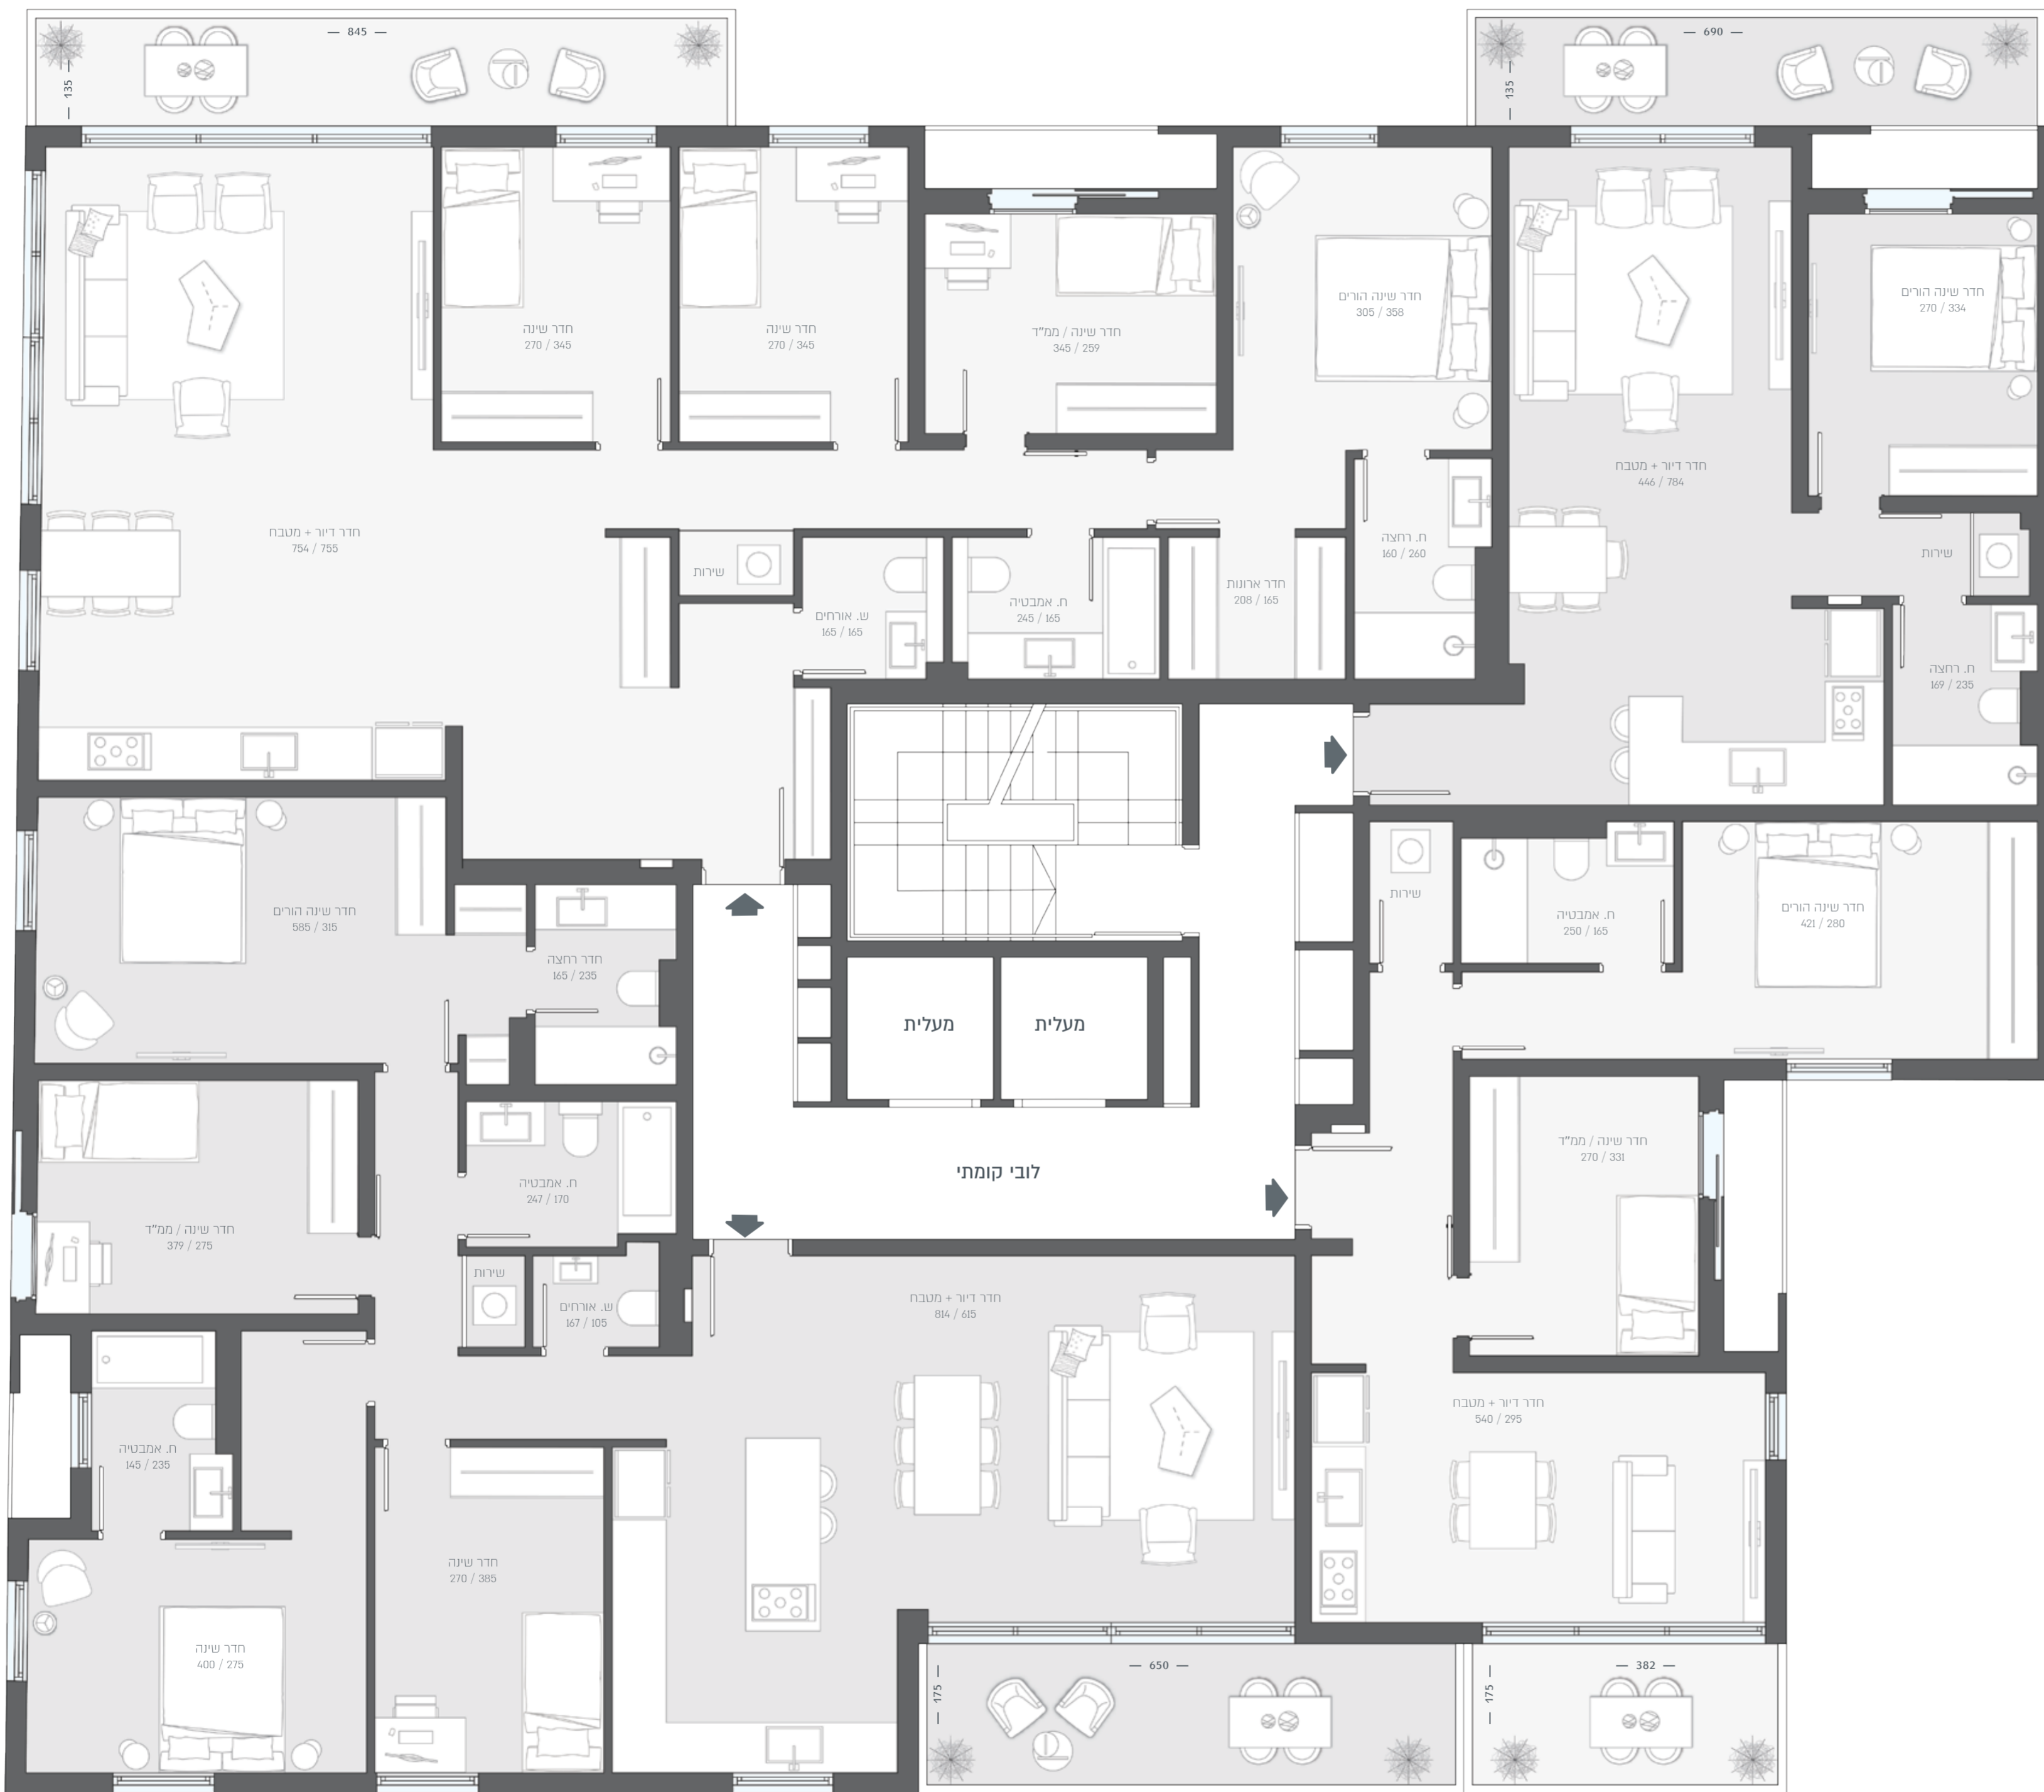 — 845 —
— 135 —
— 690 —
— 135 —
חדר שינה
270 / 345
חדר שינה
270 / 345
חדר שינה / ממ"ד
345 / 259
חדר שינה הורים
305 / 358
חדר דיור + מטבח
446 / 784
חדר שינה הורים
270 / 334
חדר דיור + מטבח
754 / 755
שירות
ש. אורחים
165 / 165
ח. אמבטיה
245 / 165
חדר ארונות
208 / 165
ח. רחצה
160 / 260
שירות
ח. רחצה
169 / 235
חדר שינה הורים
585 / 315
חדר רחצה
165 / 235
מעלית
מעלית
שירות
ח. אמבטיה
250 / 165
חדר שינה הורים
421 / 280
לובי קומתי
חדר שינה / ממ"ד
270 / 331
ח. אמבטיה
247 / 170
חדר שינה / ממ"ד
379 / 275
שירות
ש. אורחים
167 / 105
חדר דיור + מטבח
814 / 615
חדר דיור + מטבח
540 / 295
ח. אמבטיה
145 / 235
חדר שינה
270 / 385
חדר שינה
400 / 275
— 650 —
— 175 —
— 382 —
— 175 —